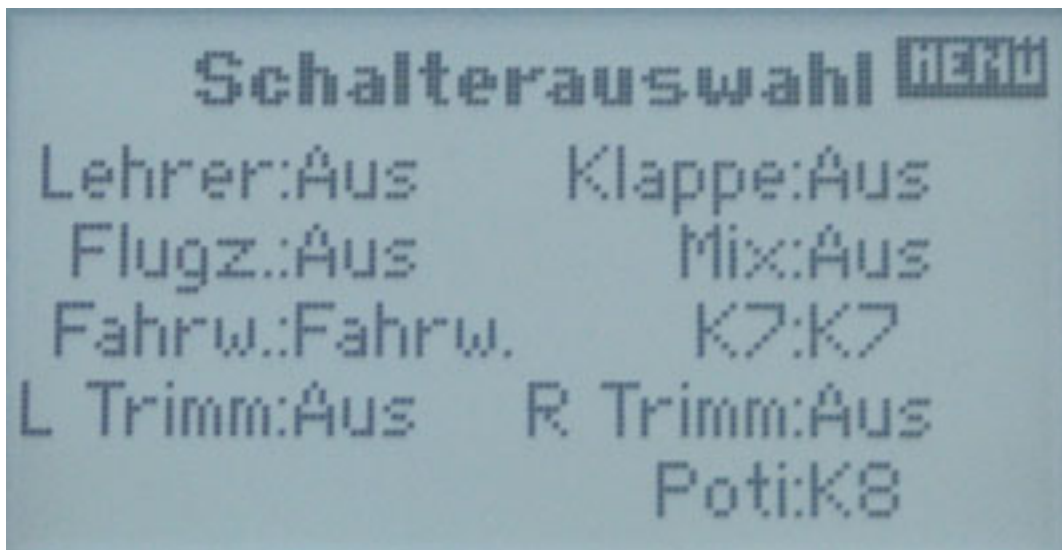 Schalterauswahl MENÜ
Lehrer:Aus Klappe:Aus
Flugz.:Aus Mix:Aus
Fahrw.:Fahrw. K7:K7
L Trimm:Aus R Trimm:Aus
Poti:K8